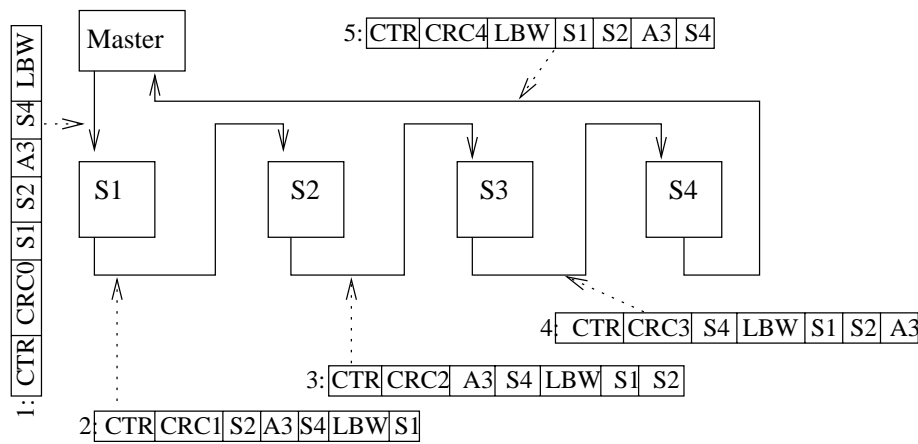 5: CTR CRC4 LBW S1 S2 A3 S4
Master
1: CTR CRC0 S1 S2 A3 S4 LBW
S1 S2 S3 S4
4: CTR CRC3 S4 LBW S1 S2 A3
3: CTR CRC2 A3 S4 LBW S1 S2
2: CTR CRC1 S2 A3 S4 LBW S1